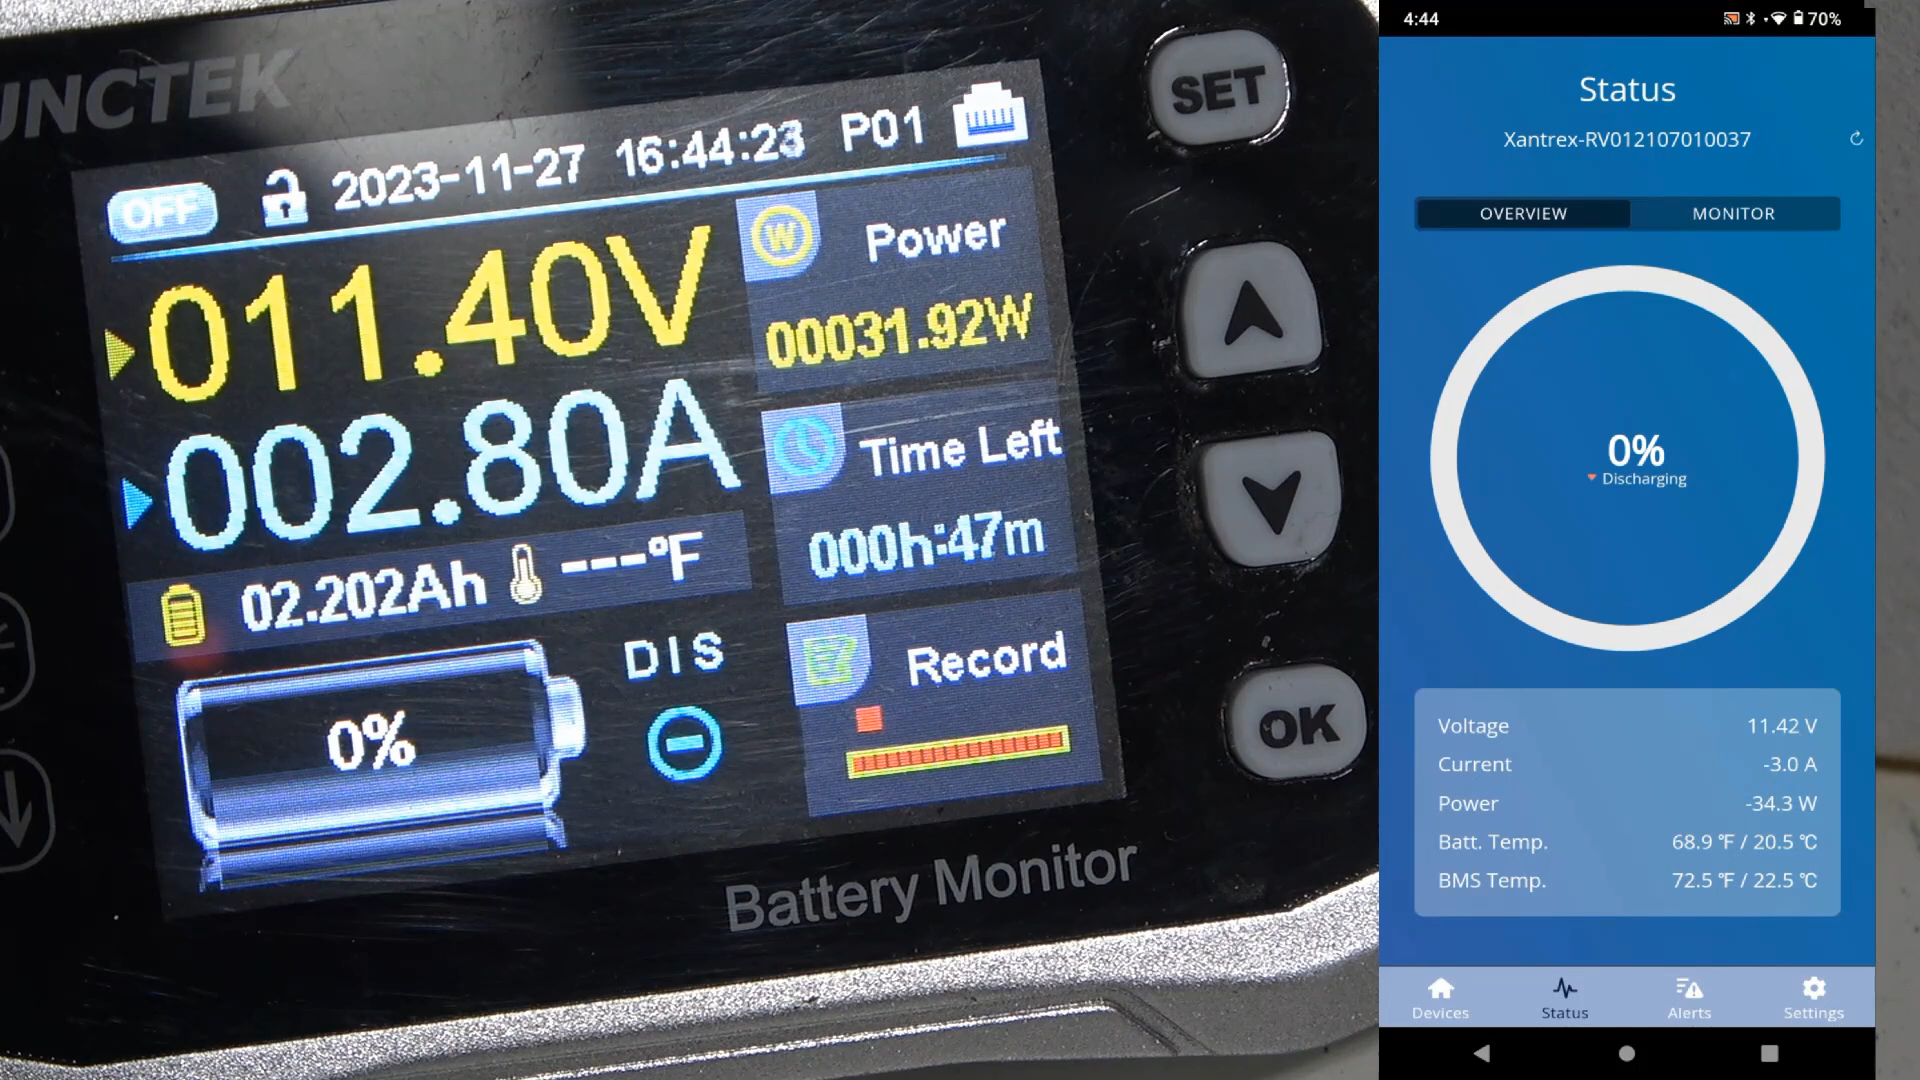 UNCTEK
OFF 2023-11-27 16:44:23 P01
011.40V
002.80A
02.202Ah ---°F
0%
DIS
Power
00031.92W
Time Left
000h:47m
Record
Battery Monitor
SET
OK
4:44 70%
Status
Xantrex-RV012107010037
OVERVIEW MONITOR
0%
Discharging
Voltage 11.42 V
Current -3.0 A
Power -34.3 W
Batt. Temp. 68.9 °F / 20.5 °C
BMS Temp. 72.5 °F / 22.5 °C
Devices Status Alerts Settings